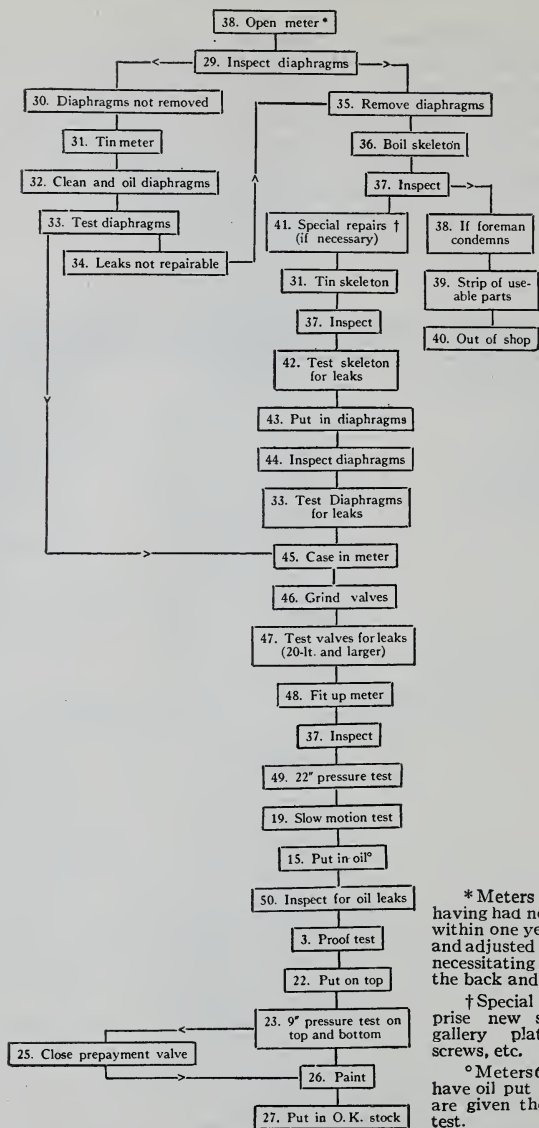 38. Open meter*
29. Inspect diaphragms
30. Diaphragms not removed
31. Tin meter
32. Clean and oil diaphragms
33. Test diaphragms
34. Leaks not repairable
35. Remove diaphragms
36. Boil skeleton
37. Inspect
41. Special repairs †
(if necessary)
38. If foreman
condemns
39. Strip of use-
able parts
40. Out of shop
31. Tin skeleton
37. Inspect
42. Test skeleton
for leaks
43. Put in diaphragms
44. Inspect diaphragms
33. Test Diaphragms
for leaks
45. Case in meter
46. Grind valves
47. Test valves for leaks
(20-lt. and larger)
48. Fit up meter
37. Inspect
49. 22" pressure test
19. Slow motion test
15. Put in oil°
50. Inspect for oil leaks
3. Proof test
22. Put on top
23. 9" pressure test on
top and bottom
25. Close prepayment valve
26. Paint
27. Put in O.K. stock
* Meters
having had
within one
and adjusted
necessitating
the back and
† Special
prise new
gallery
screws, etc.
° Meters
have oil put
are given
test.